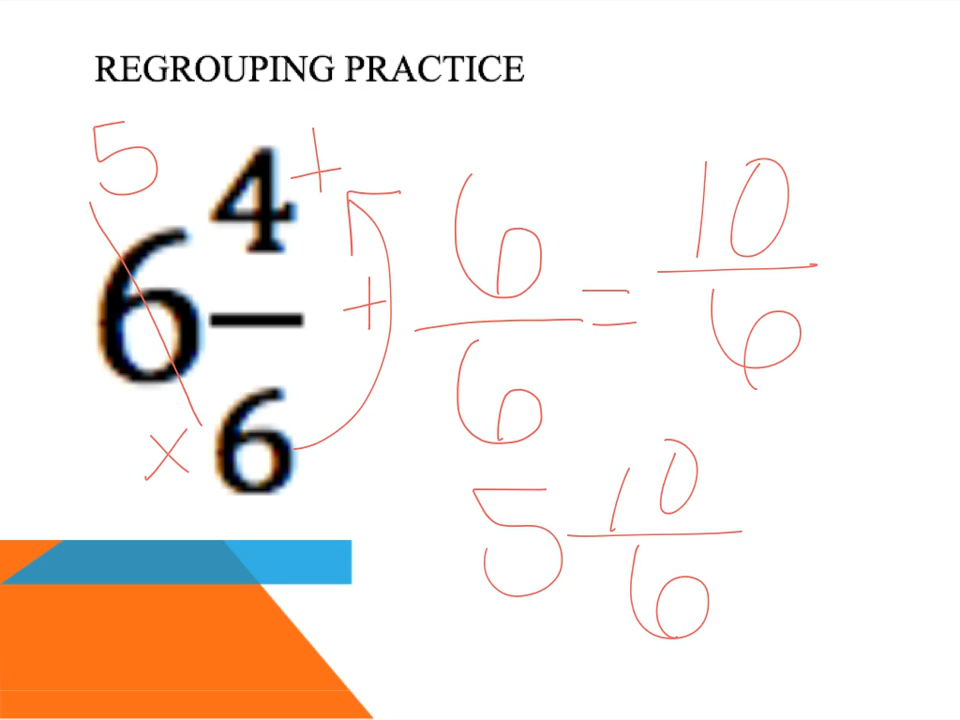 REGROUPING PRACTICE
5
6 4/6 + 6/6 = 10/6
+
×
5 10/6